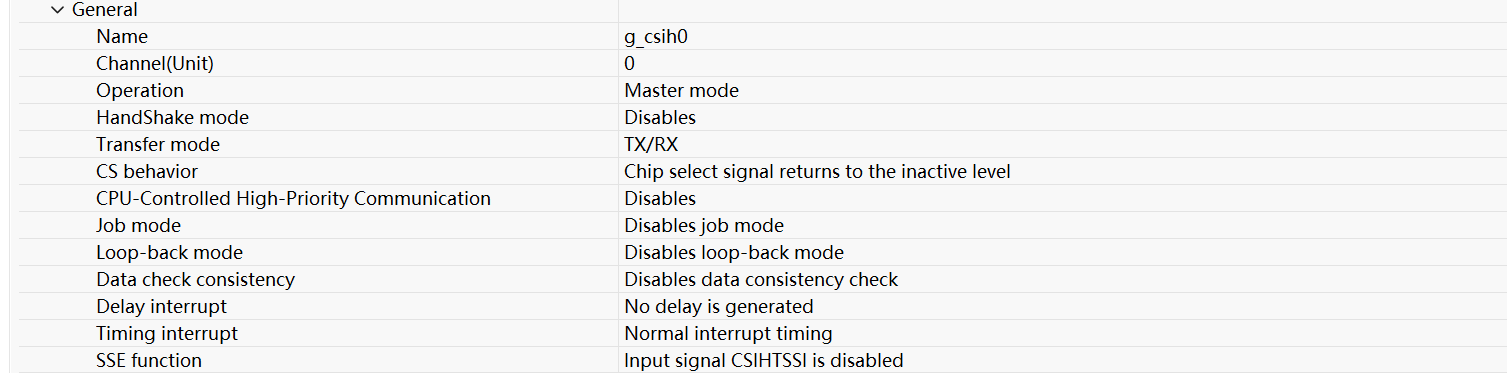 General
Name g_csih0
Channel(Unit) 0
Operation Master mode
HandShake mode Disables
Transfer mode TX/RX
CS behavior Chip select signal returns to the inactive level
CPU-Controlled High-Priority Communication Disables
Job mode Disables job mode
Loop-back mode Disables loop-back mode
Data check consistency Disables data consistency check
Delay interrupt No delay is generated
Timing interrupt Normal interrupt timing
SSE function Input signal CSIHTSSI is disabled